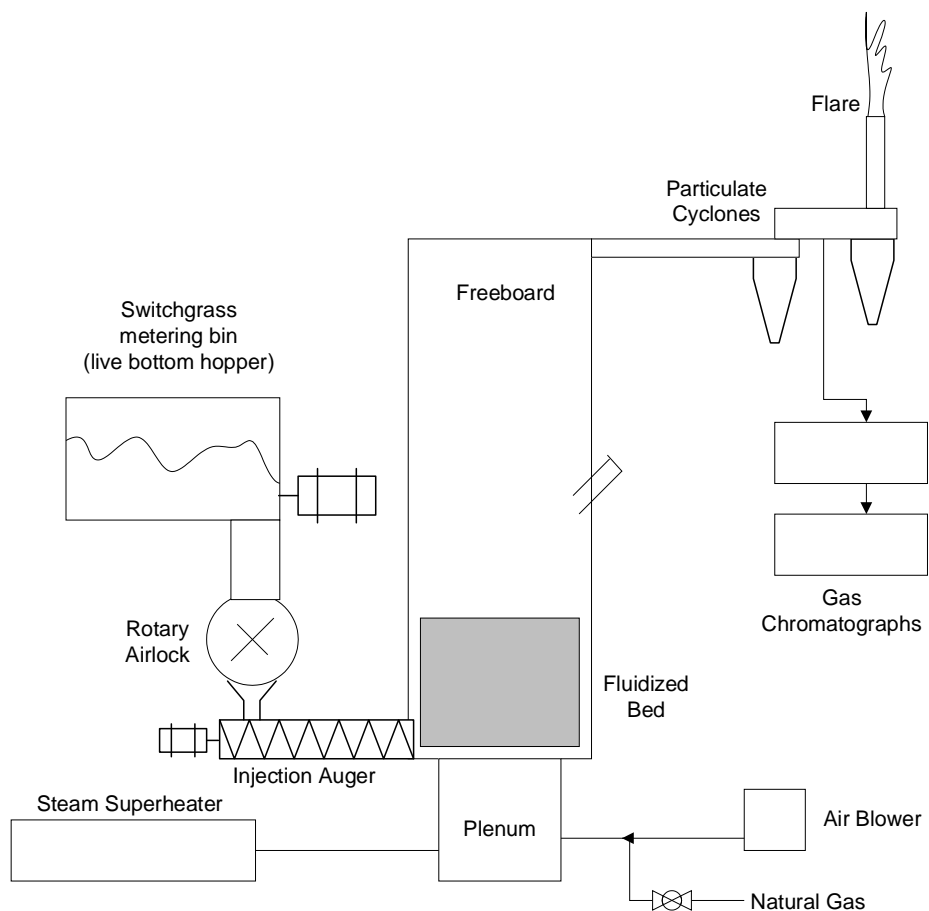 Flare
Particulate
Cyclones
Freeboard
Switchgrass
metering bin
(live bottom hopper)
Rotary
Airlock
Gas
Chromatographs
Fluidized
Bed
Injection Auger
Steam Superheater
Plenum
Air Blower
Natural Gas